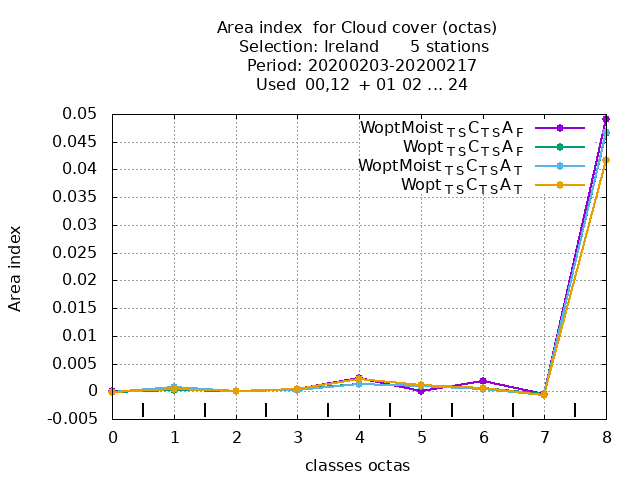 Area index  for Cloud cover (octas)
Selection: Ireland      5 stations
Period: 20200203-20200217
Used  00,12  + 01 02 ... 24
WoptMoist TS C TS A F
Wopt TS C TS A F
WoptMoist TS C TS A T
Wopt TS C TS A T
0.05
0.045
0.04
0.035
0.03
0.025
0.02
0.015
0.01
0.005
0
-0.005
Area index
0 1 2 3 4 5 6 7 8
classes octas